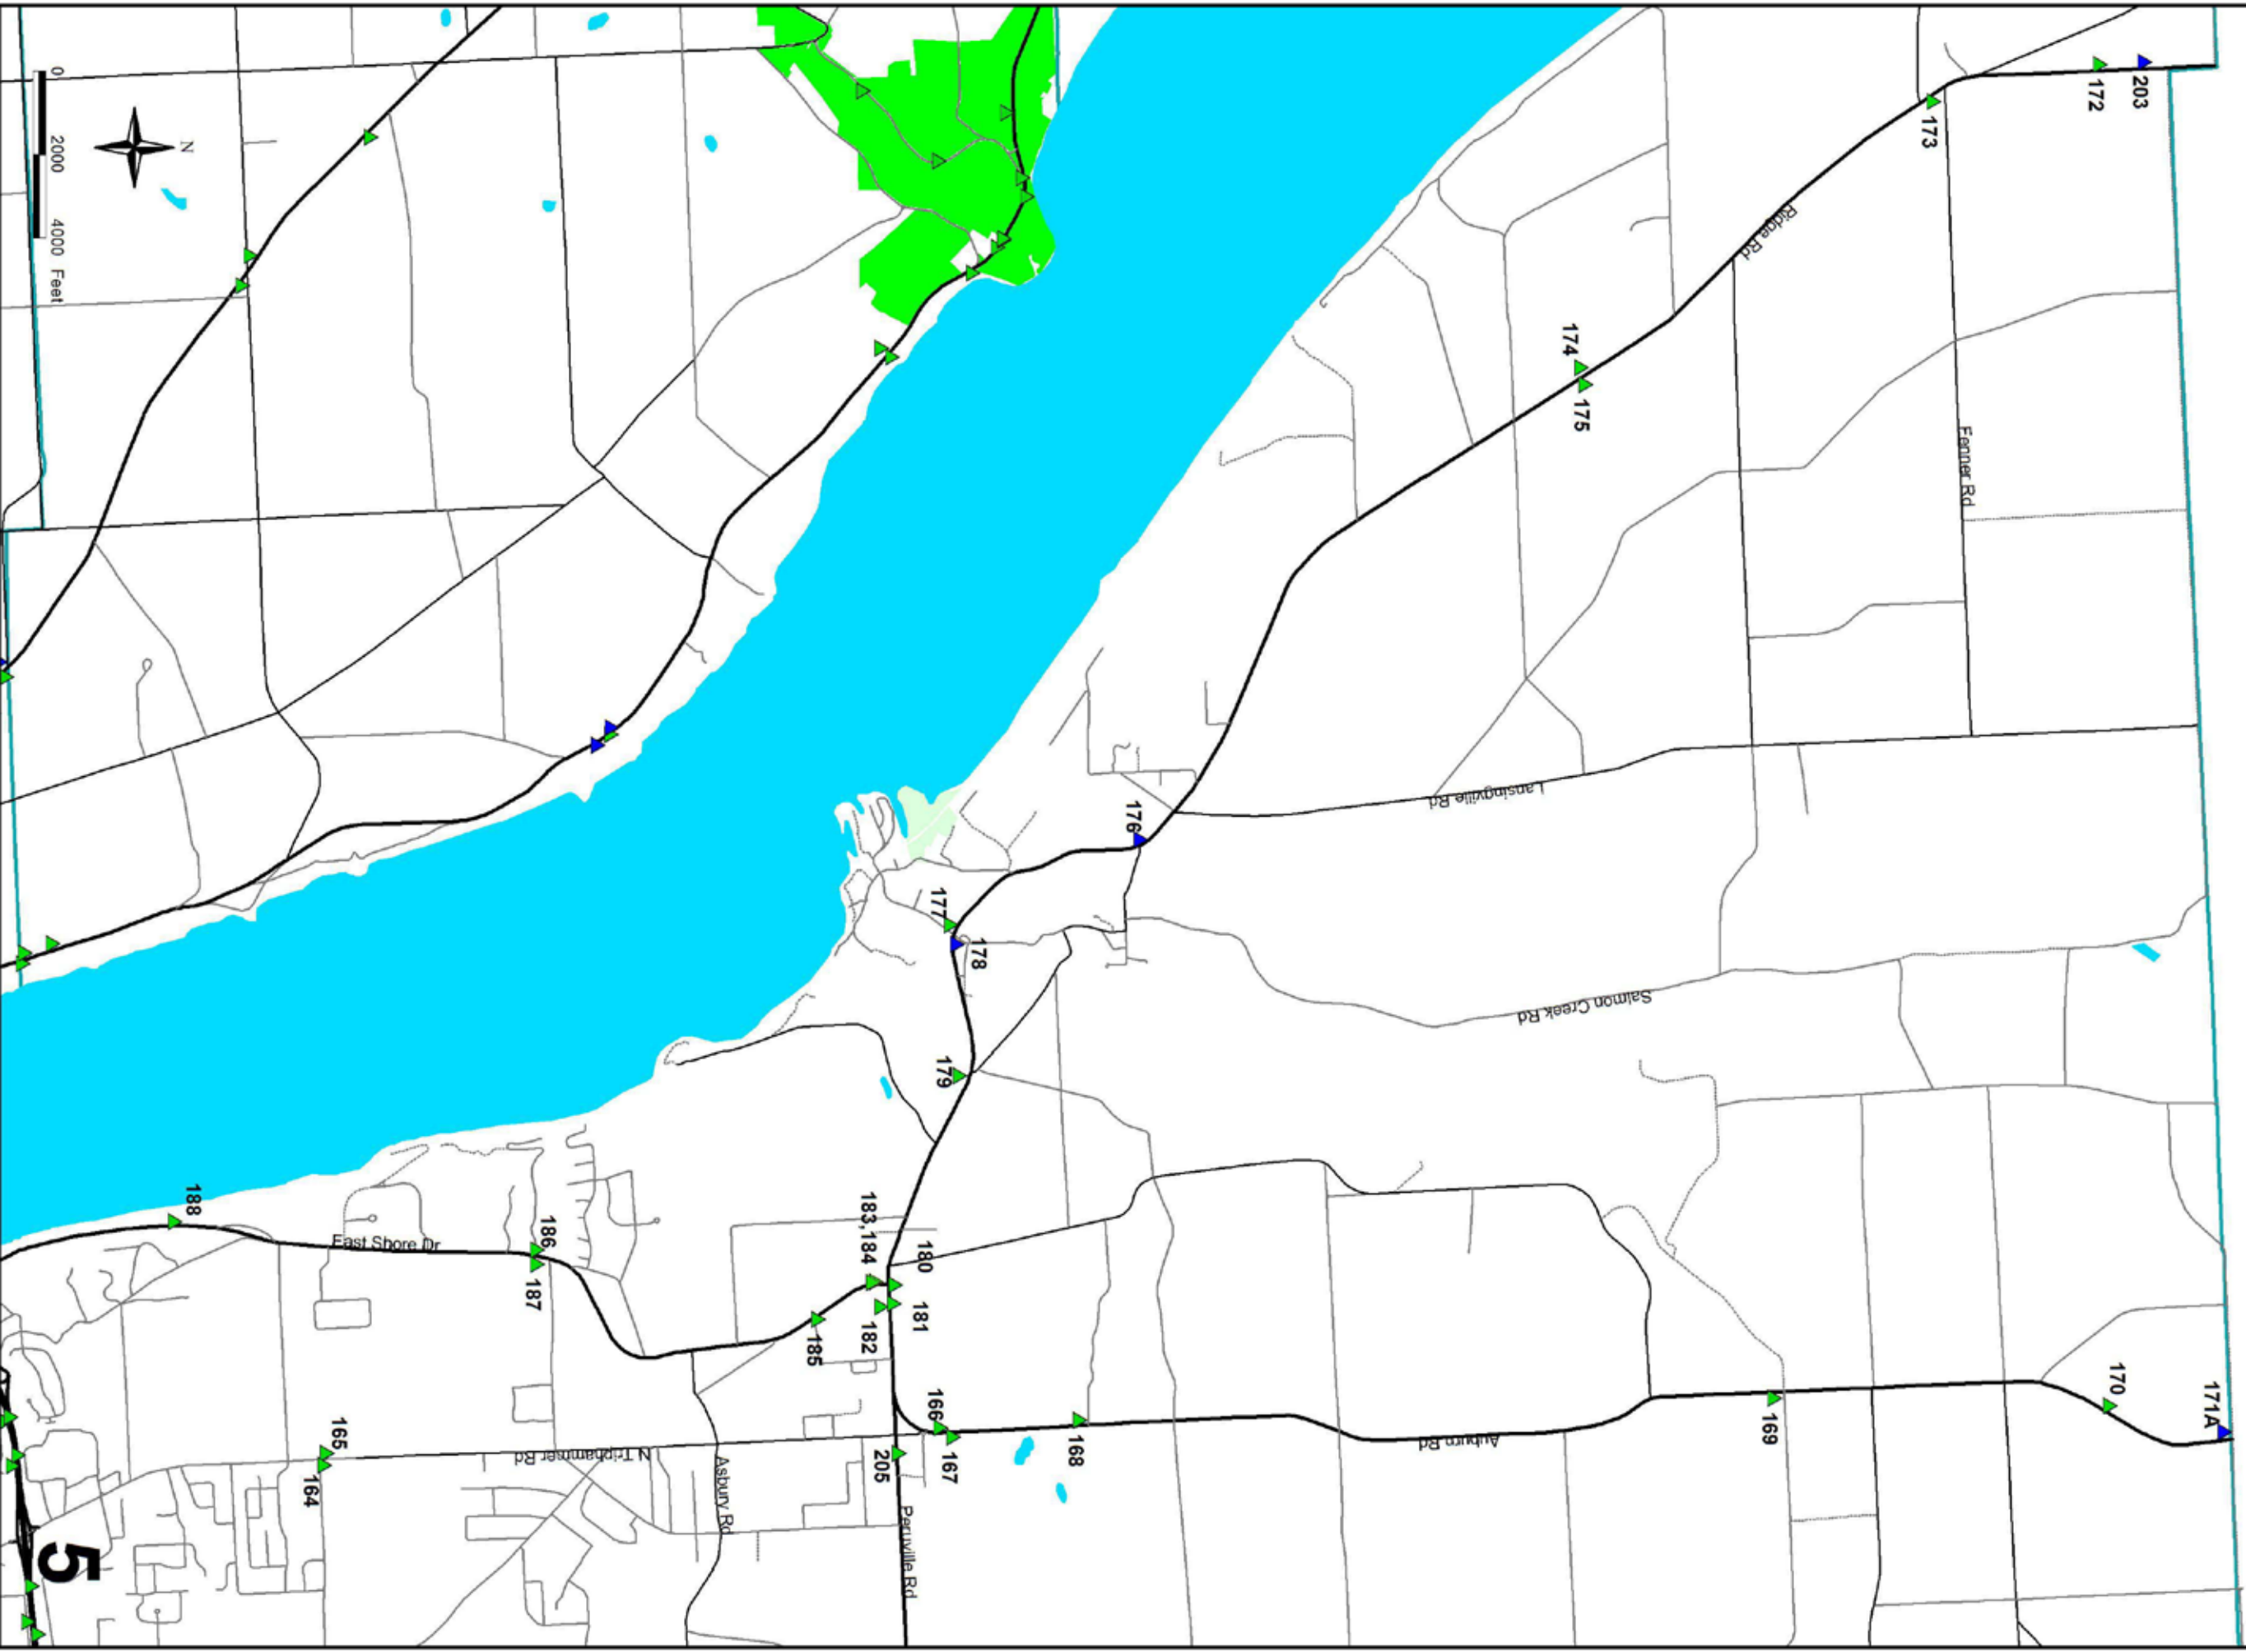 203
172
173
Ridge Rd
174
175
Fenner Rd
Lansingville Rd
176
177
178
Salmon Creek Rd
179
180
181
183,184
182
185
186
187
188
East Shore Dr
166
167
168
205
169
170
171A
Auburn Rd
165
164
N Triphammer Rd
Asbury Rd
Peruville Rd
N
0 2000 4000 Feet
5